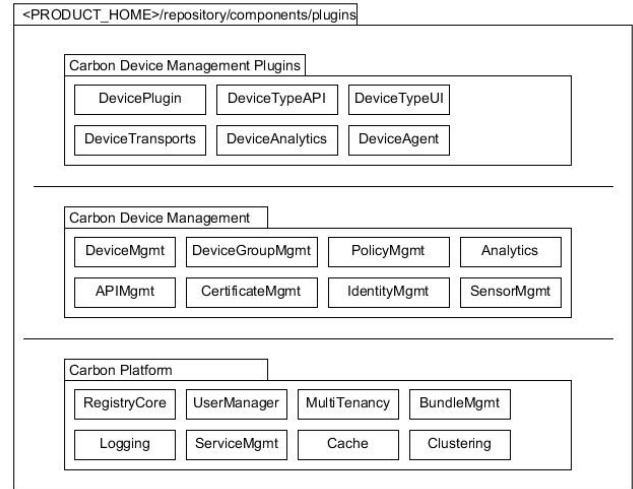 <PRODUCT_HOME>/repository/components/plugins
Carbon Device Management Plugins
DevicePlugin DeviceTypeAPI DeviceTypeUI
DeviceTransports DeviceAnalytics DeviceAgent
Carbon Device Management
DeviceMgmt DeviceGroupMgmt PolicyMgmt Analytics
APIMgmt CertificateMgmt IdentityMgmt SensorMgmt
Carbon Platform
RegistryCore UserManager MultiTenancy BundleMgmt
Logging ServiceMgmt Cache Clustering